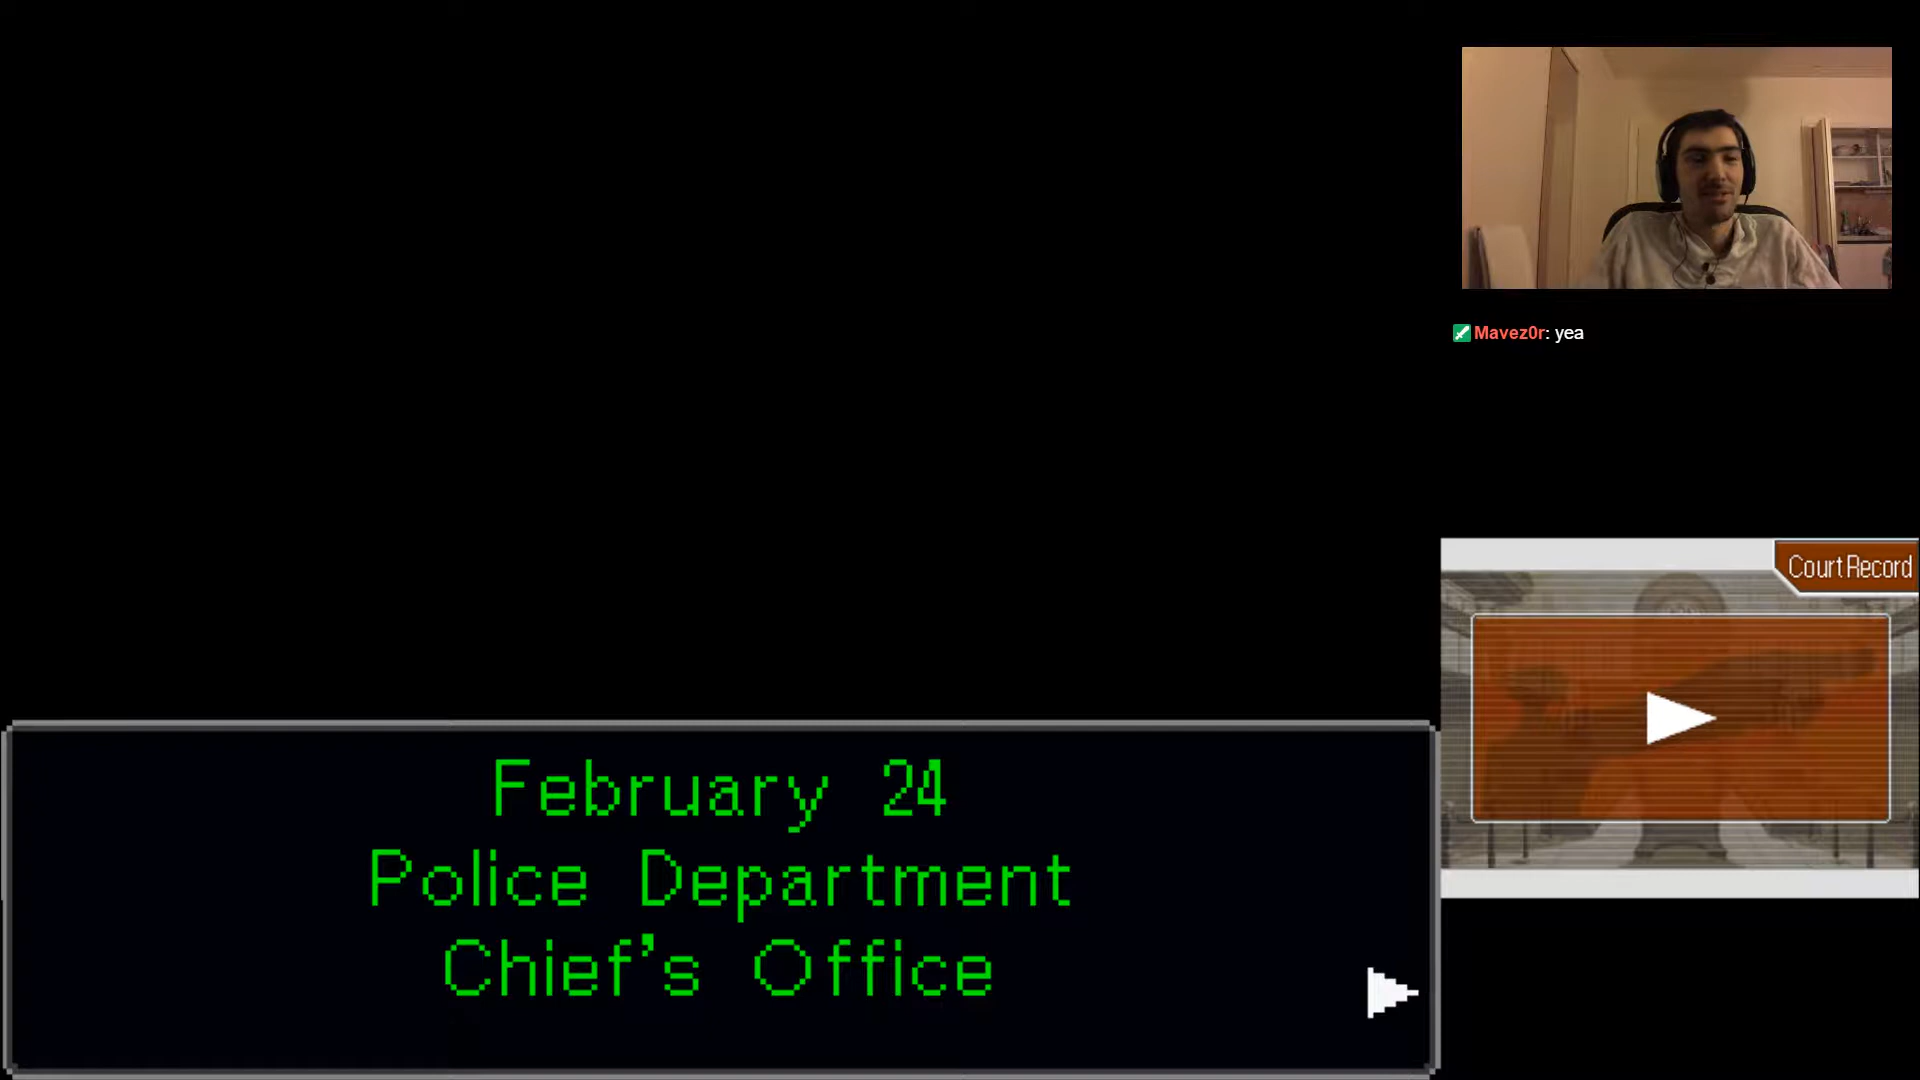 Mavez0r: yea
Court Record
February 24
Police Department
Chief's Office